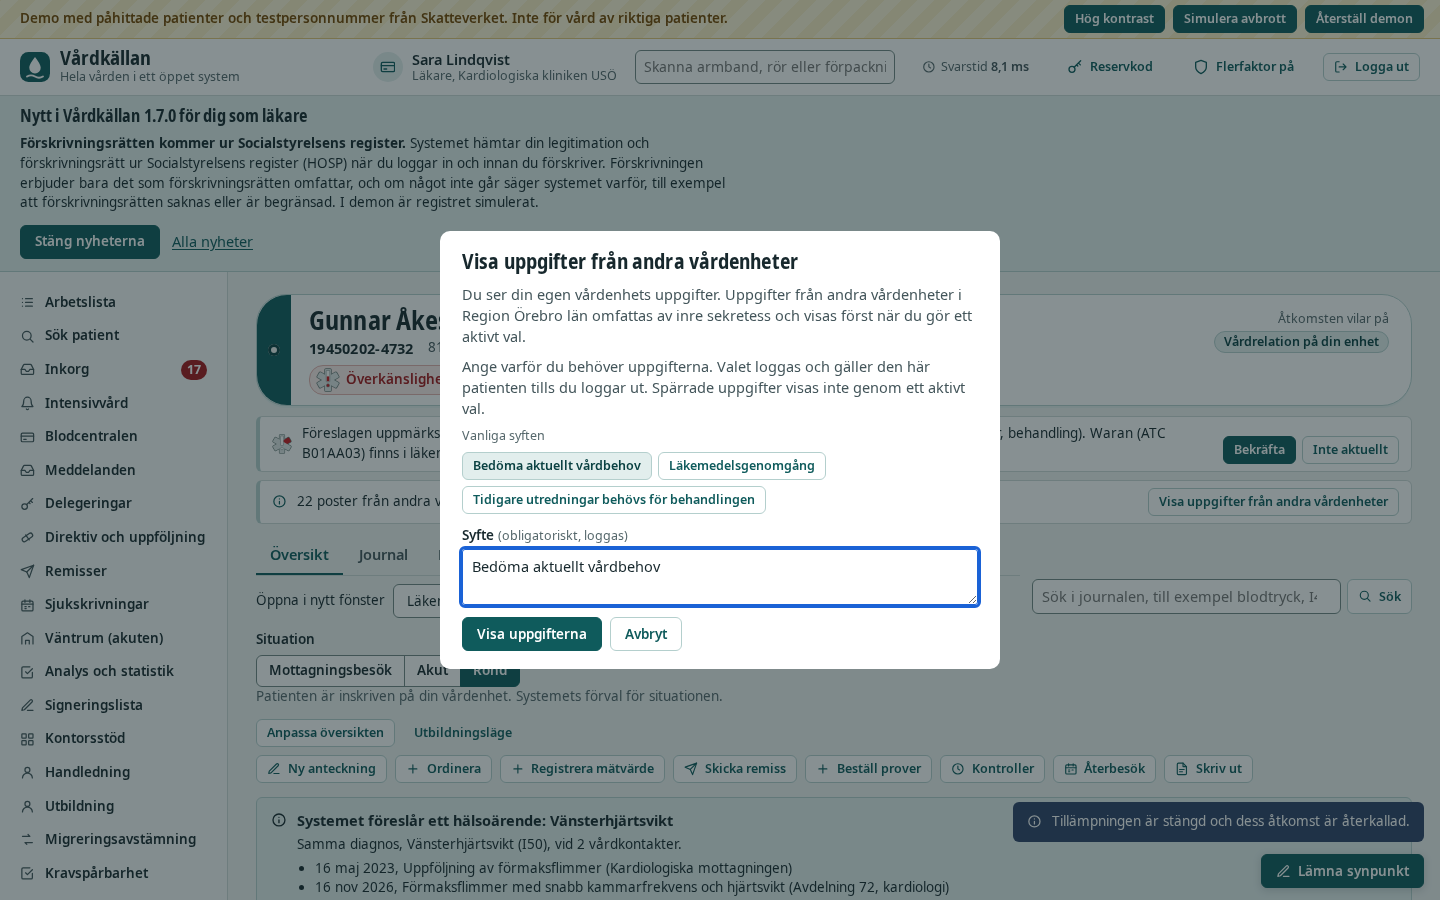 Demo med påhittade patienter och testpersonnummer från Skatteverket. Inte för vård av riktiga patienter.
Hög kontrast
Simulera avbrott
Återställ demon
Vårdkällan
Hela vården i ett öppet system
Sara Lindqvist
Läkare, Kardiologiska kliniken USÖ
Skanna armband, rör eller förpackni
Svarstid 8,1 ms
Reservkod
Flerfaktor på
Logga ut
Nytt i Vårdkällan 1.7.0 för dig som läkare
Förskrivningsrätten kommer ur Socialstyrelsens register. Systemet hämtar din legitimation och
förskrivningsrätt ur Socialstyrelsens register (HOSP) när du loggar in och innan du förskriver. Förskrivningen
erbjuder bara det som förskrivningsrätten omfattar, och om något inte går säger systemet varför, till exempel
att förskrivningsrätten saknas eller är begränsad. I demon är registret simulerat.
Stäng nyheterna
Alla nyheter
Arbetslista
Sök patient
Inkorg
17
Intensivvård
Blodcentralen
Meddelanden
Delegeringar
Direktiv och uppföljning
Remisser
Sjukskrivningar
Väntrum (akuten)
Analys och statistik
Signeringslista
Kontorsstöd
Handledning
Utbildning
Migreringsavstämning
Kravspårbarhet
Gunnar Åkes
19450202-4732 81
Överkänslighe
Åtkomsten vilar på
Vårdrelation på din enhet
Föreslagen uppmärks
, behandling). Waran (ATC
B01AA03) finns i läker
Bekräfta
Inte aktuellt
22 poster från andra v
Visa uppgifter från andra vårdenheter
Översikt
Journal
Öppna i nytt fönster
Läker
Sök i journalen, till exempel blodtryck, I
Sök
Situation
Mottagningsbesök
Akut
Rond
Patienten är inskriven på din vårdenhet. Systemets förval för situationen.
Anpassa översikten
Utbildningsläge
Ny anteckning
Ordinera
Registrera mätvärde
Skicka remiss
Beställ prover
Kontroller
Återbesök
Skriv ut
Systemet föreslår ett hälsoärende: Vänsterhjärtsvikt
Samma diagnos, Vänsterhjärtsvikt (I50), vid 2 vårdkontakter.
16 maj 2023, Uppföljning av förmaksflimmer (Kardiologiska mottagningen)
16 nov 2026, Förmaksflimmer med snabb kammarfrekvens och hjärtsvikt (Avdelning 72, kardiologi)
Visa uppgifter från andra vårdenheter
Du ser din egen vårdenhets uppgifter. Uppgifter från andra vårdenheter i
Region Örebro län omfattas av inre sekretess och visas först när du gör ett
aktivt val.
Ange varför du behöver uppgifterna. Valet loggas och gäller den här
patienten tills du loggar ut. Spärrade uppgifter visas inte genom ett aktivt
val.
Vanliga syften
Bedöma aktuellt vårdbehov
Läkemedelsgenomgång
Tidigare utredningar behövs för behandlingen
Syfte (obligatoriskt, loggas)
Bedöma aktuellt vårdbehov
Visa uppgifterna
Avbryt
Tillämpningen är stängd och dess åtkomst är återkallad.
Lämna synpunkt